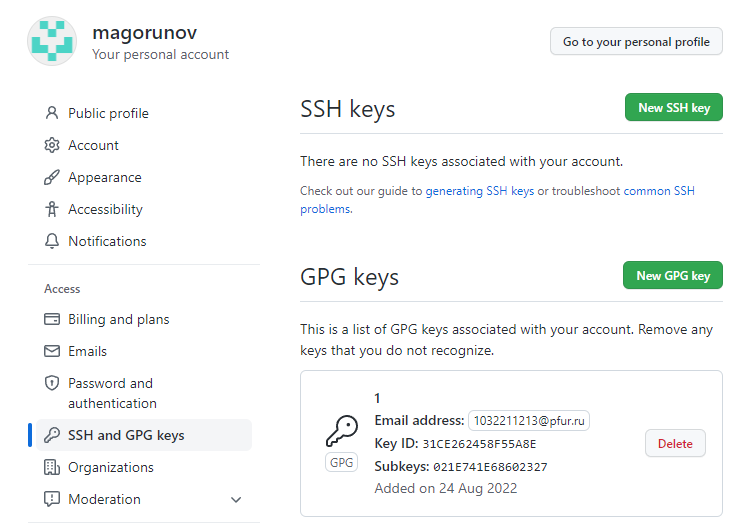 magorunov
Your personal account
Go to your personal profile
Public profile
Account
Appearance
Accessibility
Notifications
Access
Billing and plans
Emails
Password and
authentication
SSH and GPG keys
Organizations
Moderation
SSH keys
New SSH key
There are no SSH keys associated with your account.
Check out our guide to generating SSH keys or troubleshoot common SSH
problems.
GPG keys
New GPG key
This is a list of GPG keys associated with your account. Remove any
keys that you do not recognize.
GPG
1
Email address: 1032211213@pfur.ru
Key ID: 31CE262458F55A8E
Subkeys: 021E741E68602327
Added on 24 Aug 2022
Delete